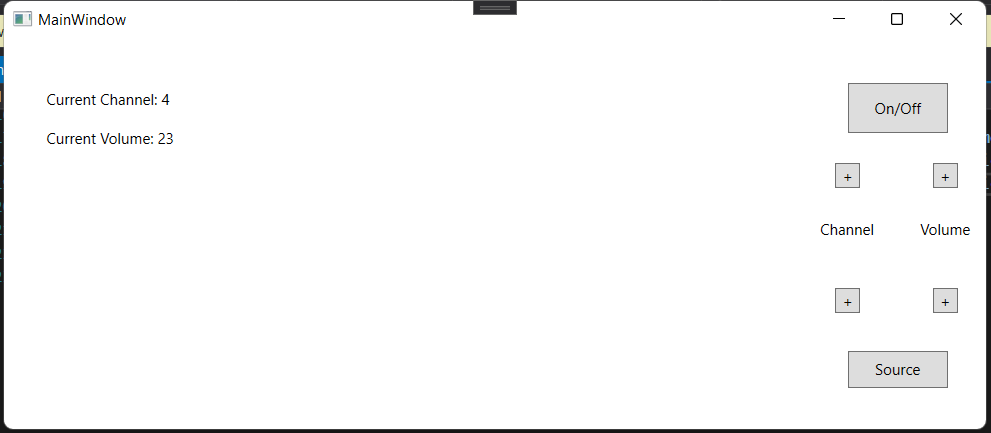 MainWindow
Current Channel: 4
Current Volume: 23
On/Off
+ +
Channel Volume
+ +
Source